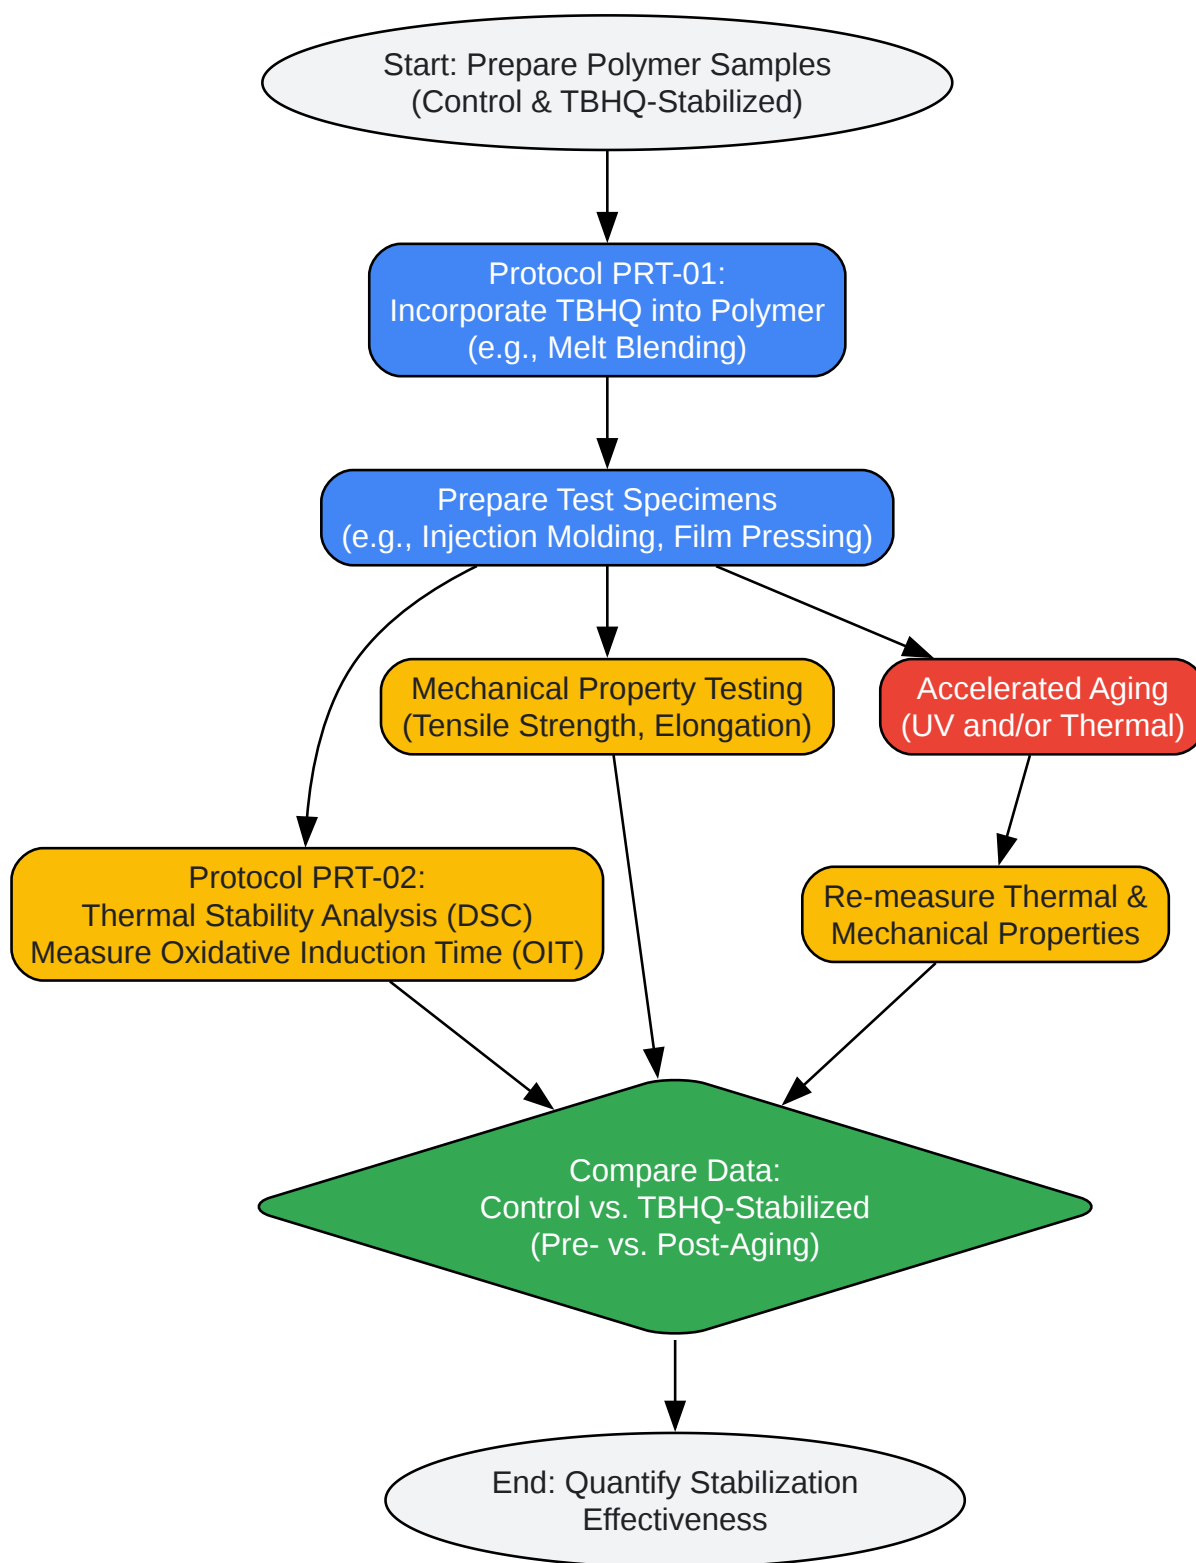 Start: Prepare Polymer Samples
(Control & TBHQ-Stabilized)
Protocol PRT-01:
Incorporate TBHQ into Polymer
(e.g., Melt Blending)
Prepare Test Specimens
(e.g., Injection Molding, Film Pressing)
Mechanical Property Testing
(Tensile Strength, Elongation)
Accelerated Aging
(UV and/or Thermal)
Protocol PRT-02:
Thermal Stability Analysis (DSC)
Measure Oxidative Induction Time (OIT)
Re-measure Thermal &
Mechanical Properties
Compare Data:
Control vs. TBHQ-Stabilized
(Pre- vs. Post-Aging)
End: Quantify Stabilization
Effectiveness